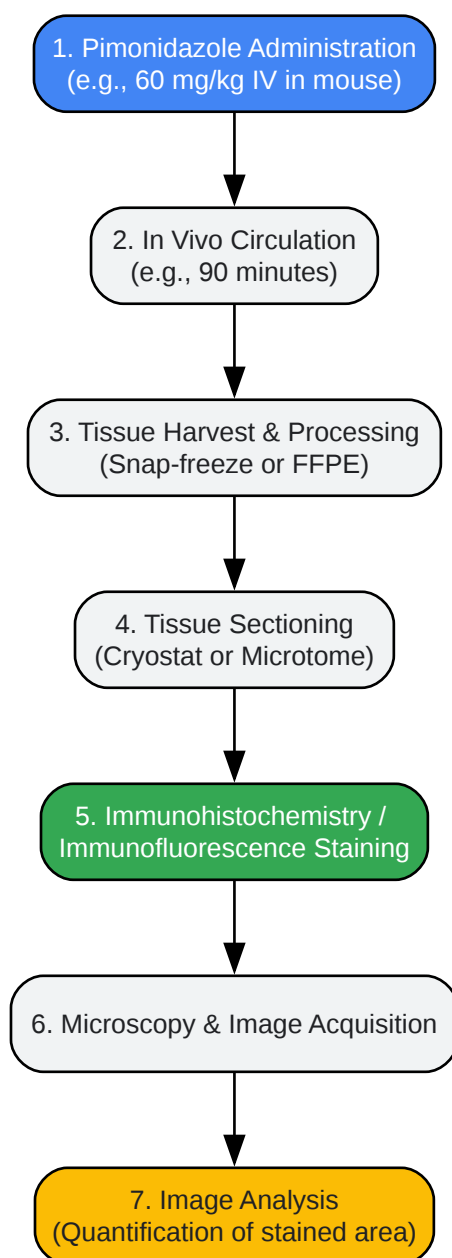 1. Pimonidazole Administration
(e.g., 60 mg/kg IV in mouse)
2. In Vivo Circulation
(e.g., 90 minutes)
3. Tissue Harvest & Processing
(Snap-freeze or FFPE)
4. Tissue Sectioning
(Cryostat or Microtome)
5. Immunohistochemistry /
Immunofluorescence Staining
6. Microscopy & Image Acquisition
7. Image Analysis
(Quantification of stained area)